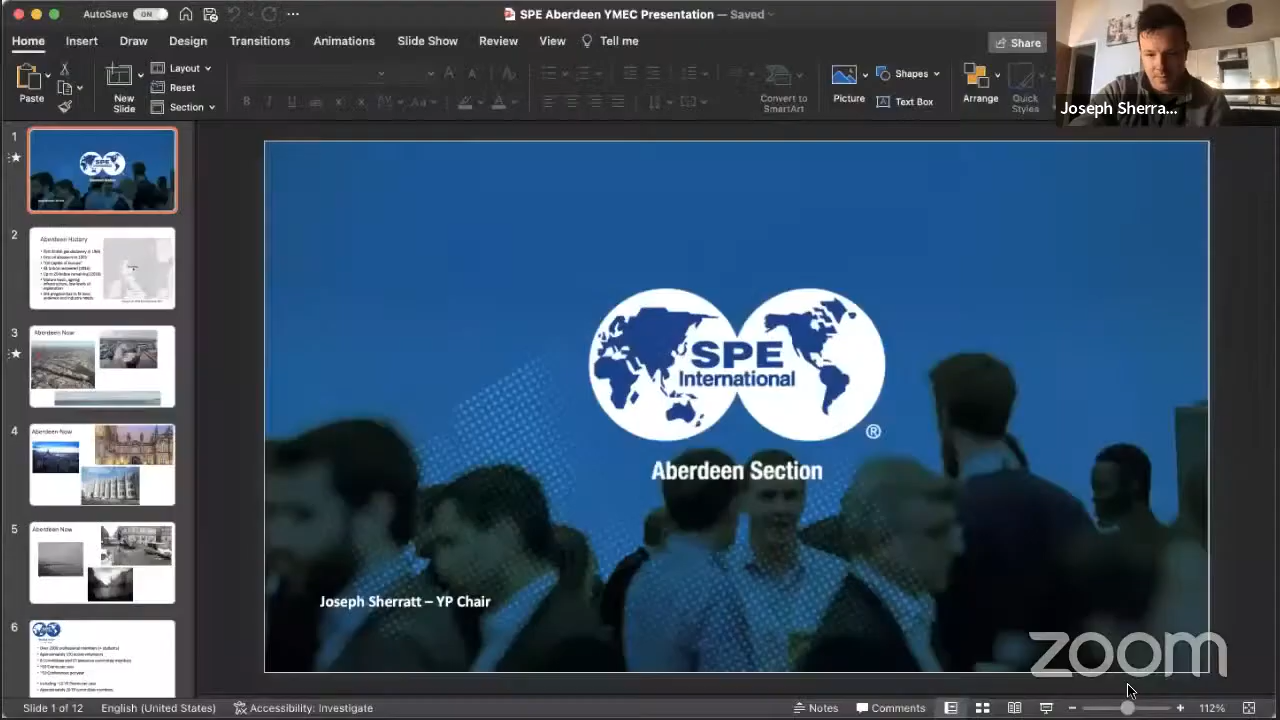 AutoSave ON
SPE Aberdeen YMEC Presentation — Saved
Home Insert Draw Design Transitions Animations Slide Show Review View Tell me
Share
Paste
New Slide
Layout
Reset
Section
Convert to SmartArt
Picture
Shapes
Text Box
Arrange
Quick Styles
Joseph Sherra...
1
SPE
International
2
Aberdeen History
3
Aberdeen Now
4
Aberdeen Now
5
Aberdeen Now
6
SPE
International
®
Aberdeen Section
Joseph Sherratt – YP Chair
zoom
Slide 1 of 12 English (United States) Accessibility: Investigate Notes Comments 112%